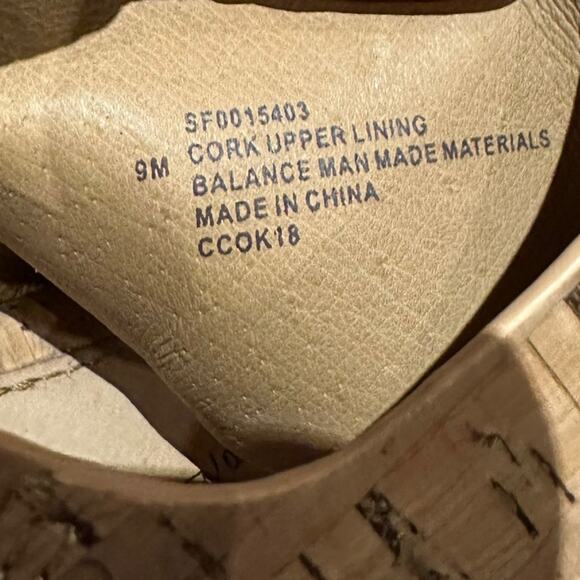 SF0015403
9M CORK UPPER LINING
BALANCE MAN MADE MATERIALS
MADE IN CHINA
CCOK18